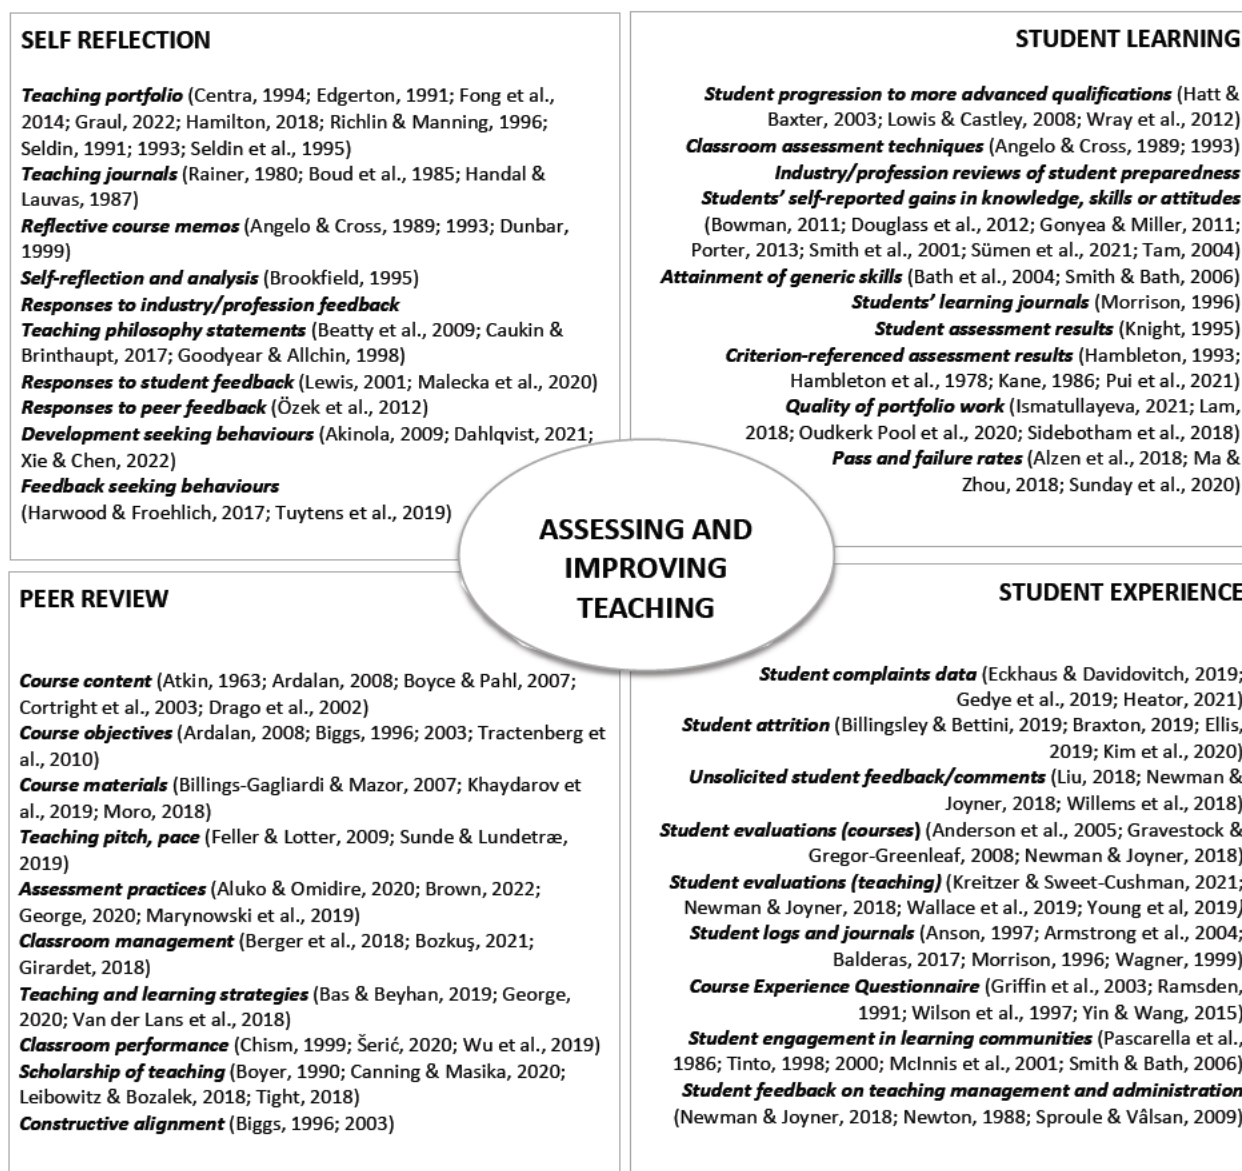 SELF REFLECTION
Teaching portfolio (Centra, 1994; Edgerton, 1991; Fong et al.,
2014; Graul, 2022; Hamilton, 2018; Richlin & Manning, 1996;
Seldin, 1991; 1993; Seldin et al., 1995)
Teaching journals (Rainer, 1980; Boud et al., 1985; Handal &
Lauvas, 1987)
Reflective course memos (Angelo & Cross, 1989; 1993; Dunbar,
1999)
Self-reflection and analysis (Brookfield, 1995)
Responses to industry/profession feedback
Teaching philosophy statements (Beatty et al., 2009; Caukin &
Brinthaupt, 2017; Goodyear & Allchin, 1998)
Responses to student feedback (Lewis, 2001; Malecka et al., 2020)
Responses to peer feedback (Özek et al., 2012)
Development seeking behaviours (Akinola, 2009; Dahlqvist, 2021;
Xie & Chen, 2022)
Feedback seeking behaviours
(Harwood & Froehlich, 2017; Tuytens et al., 2019)
STUDENT LEARNING
Student progression to more advanced qualifications (Hatt &
Baxter, 2003; Lowis & Castley, 2008; Wray et al., 2012)
Classroom assessment techniques (Angelo & Cross, 1989; 1993)
Industry/profession reviews of student preparedness
Students' self-reported gains in knowledge, skills or attitudes
(Bowman, 2011; Douglass et al., 2012; Gonyea & Miller, 2011;
Porter, 2013; Smith et al., 2001; Sümen et al., 2021; Tam, 2004)
Attainment of generic skills (Bath et al., 2004; Smith & Bath, 2006)
Students' learning journals (Morrison, 1996)
Student assessment results (Knight, 1995)
Criterion-referenced assessment results (Hambleton, 1993;
Hambleton et al., 1978; Kane, 1986; Pui et al., 2021)
Quality of portfolio work (Ismatullayeva, 2021; Lam,
2018; Oudkerk Pool et al., 2020; Sidebotham et al., 2018)
Pass and failure rates (Alzen et al., 2018; Ma &
Zhou, 2018; Sunday et al., 2020)
ASSESSING AND
IMPROVING
TEACHING
PEER REVIEW
Course content (Atkin, 1963; Ardalan, 2008; Boyce & Pahl, 2007;
Cortright et al., 2003; Drago et al., 2002)
Course objectives (Ardalan, 2008; Biggs, 1996; 2003; Tractenberg et
al., 2010)
Course materials (Billings-Gagliardi & Mazor, 2007; Khaydarov et
al., 2019; Moro, 2018)
Teaching pitch, pace (Feller & Lotter, 2009; Sunde & Lundetræ,
2019)
Assessment practices (Aluko & Omidire, 2020; Brown, 2022;
George, 2020; Marynowski et al., 2019)
Classroom management (Berger et al., 2018; Bozkuş, 2021;
Girardet, 2018)
Teaching and learning strategies (Bas & Beyhan, 2019; George,
2020; Van der Lans et al., 2018)
Classroom performance (Chism, 1999; Šerić, 2020; Wu et al., 2019)
Scholarship of teaching (Boyer, 1990; Canning & Masika, 2020;
Leibowitz & Bozalek, 2018; Tight, 2018)
Constructive alignment (Biggs, 1996; 2003)
STUDENT EXPERIENCE
Student complaints data (Eckhaus & Davidovitch, 2019;
Gedye et al., 2019; Heator, 2021)
Student attrition (Billingsley & Bettini, 2019; Braxton, 2019; Ellis,
2019; Kim et al., 2020)
Unsolicited student feedback/comments (Liu, 2018; Newman &
Joyner, 2018; Willems et al., 2018)
Student evaluations (courses) (Anderson et al., 2005; Gravestock &
Gregor-Greenleaf, 2008; Newman & Joyner, 2018)
Student evaluations (teaching) (Kreitzer & Sweet-Cushman, 2021;
Newman & Joyner, 2018; Wallace et al., 2019; Young et al, 2019)
Student logs and journals (Anson, 1997; Armstrong et al., 2004;
Balderas, 2017; Morrison, 1996; Wagner, 1999)
Course Experience Questionnaire (Griffin et al., 2003; Ramsden,
1991; Wilson et al., 1997; Yin & Wang, 2015)
Student engagement in learning communities (Pascarella et al.,
1986; Tinto, 1998; 2000; McInnis et al., 2001; Smith & Bath, 2006)
Student feedback on teaching management and administration
(Newman & Joyner, 2018; Newton, 1988; Sproule & Vâlsan, 2009)